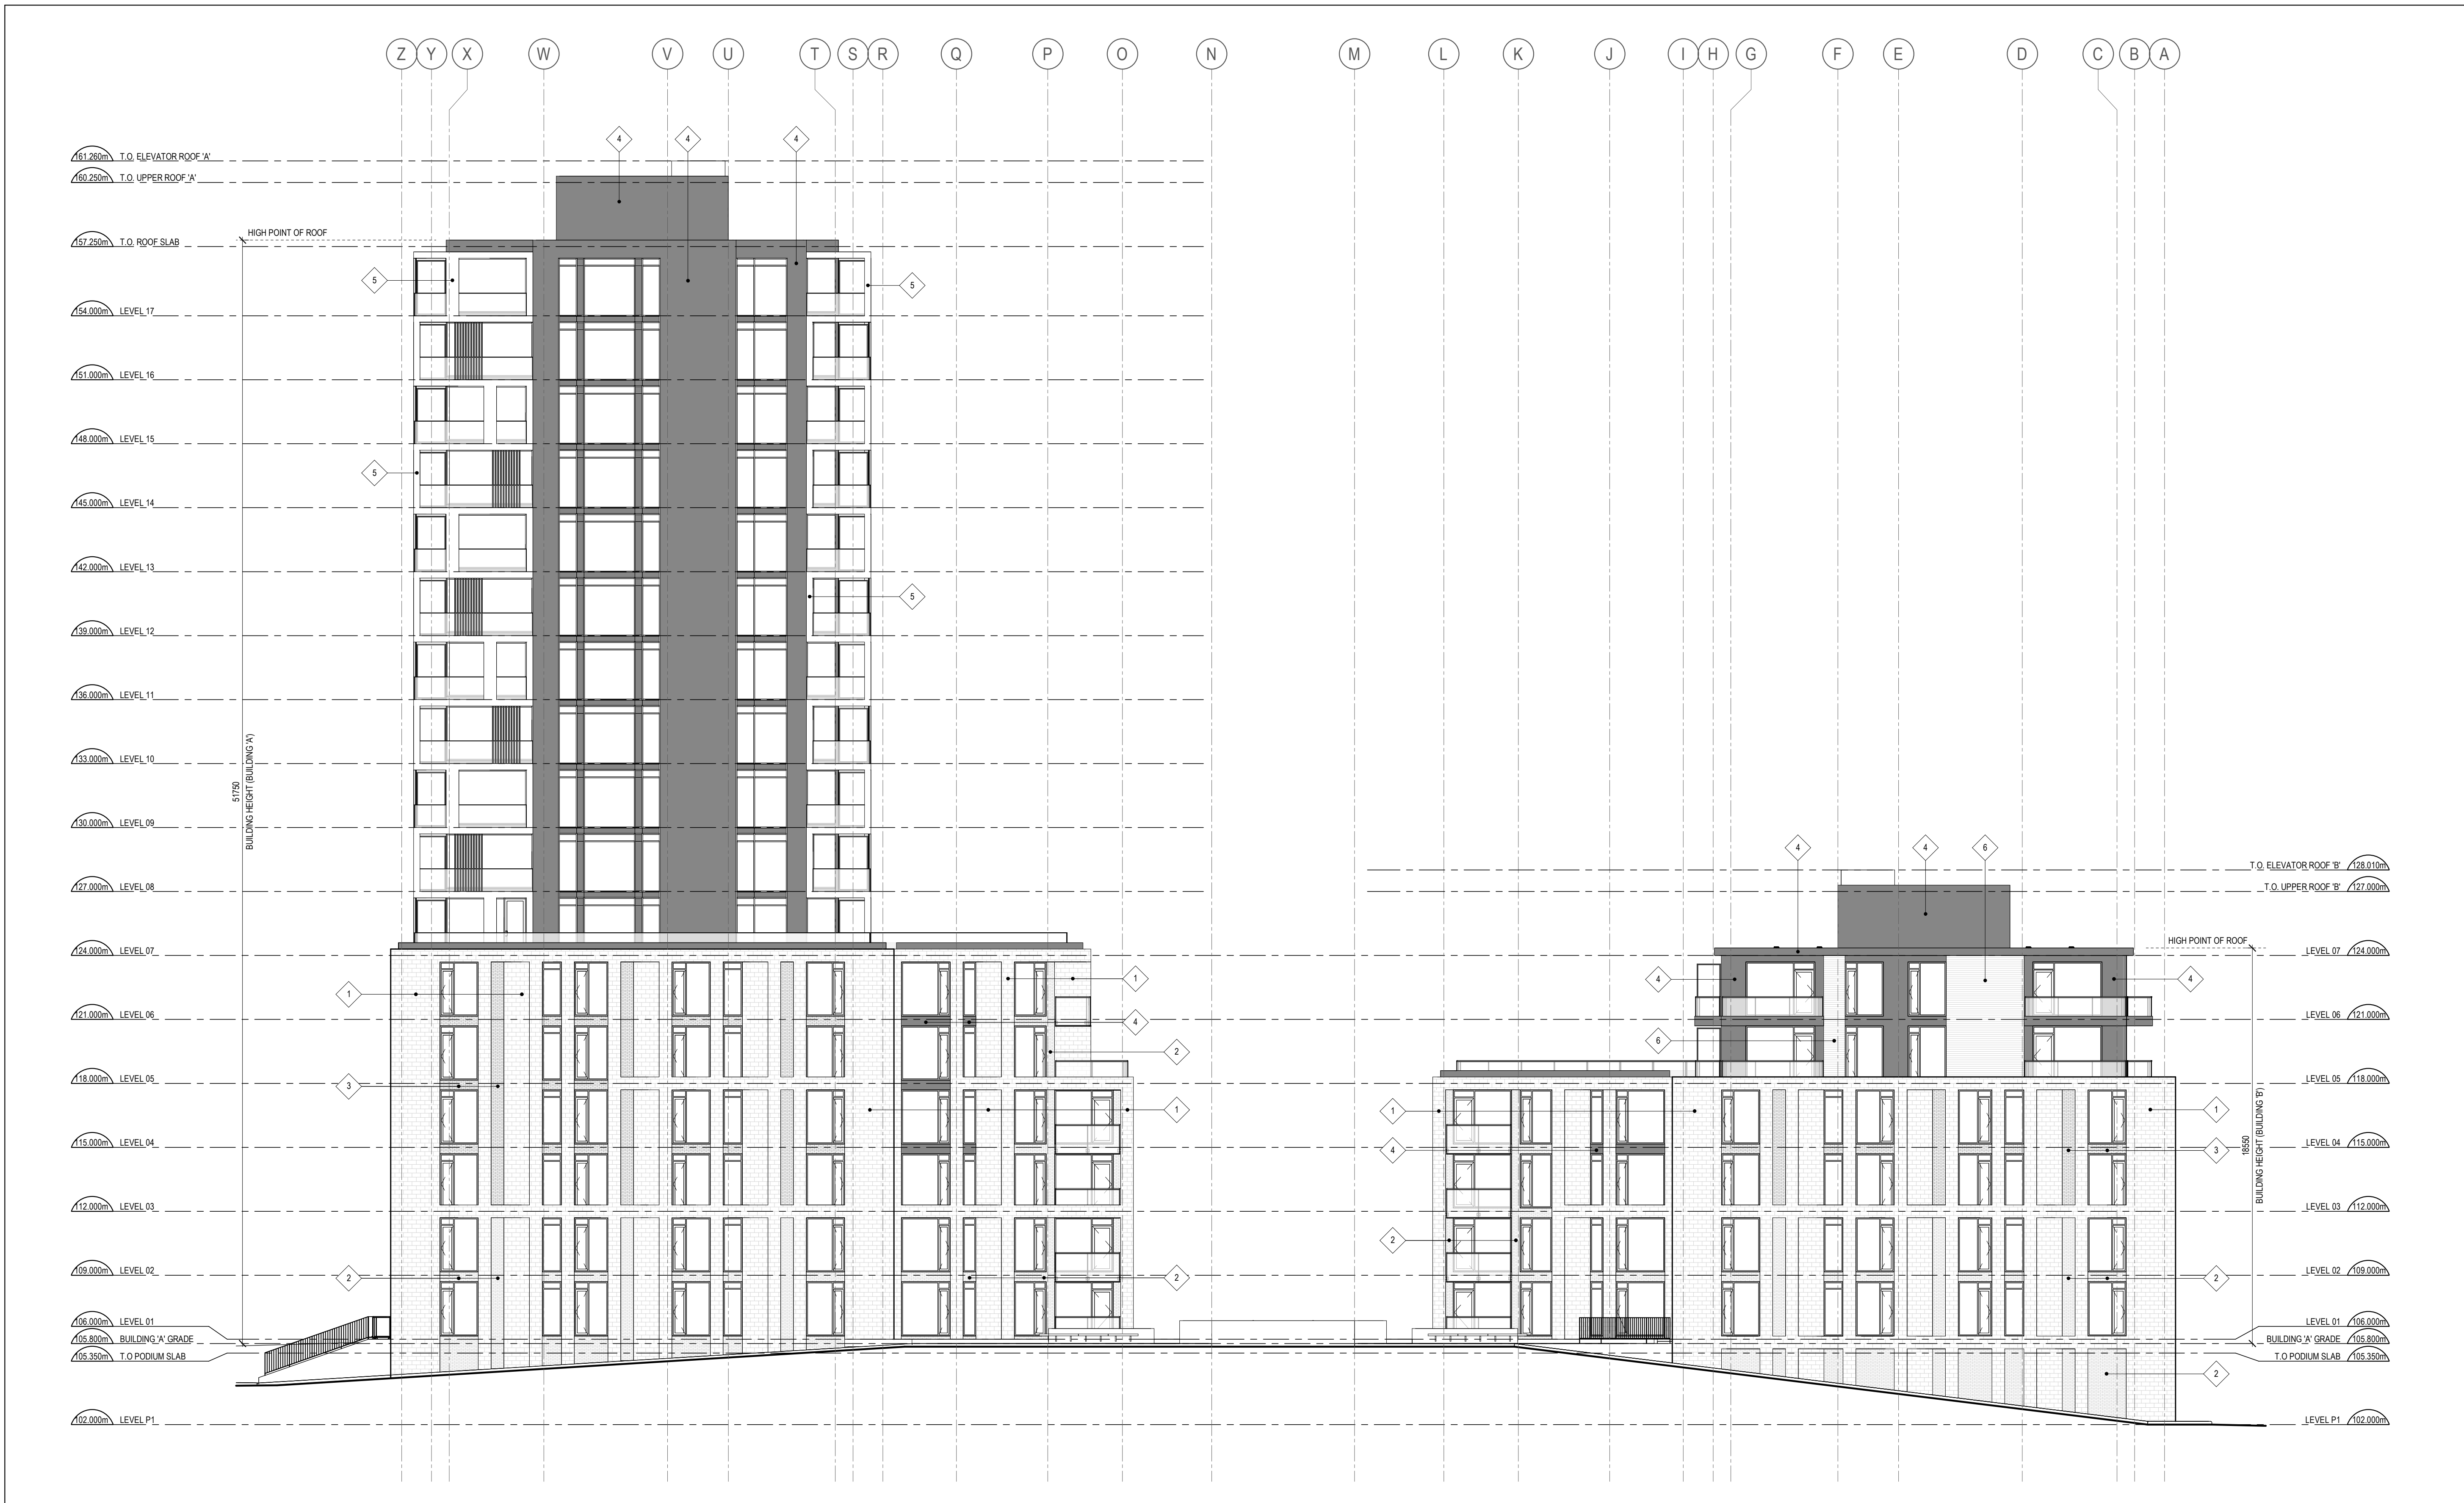 Z Y X W V U T S R Q P O N M L K J I H G F E D C B A
4 4 4
161.260m T.O. ELEVATOR ROOF 'A'
160.250m T.O. UPPER ROOF 'A'
HIGH POINT OF ROOF
157.250m T.O. ROOF SLAB
5 5
154.000m LEVEL 17
151.000m LEVEL 16
148.000m LEVEL 15
5
145.000m LEVEL 14
142.000m LEVEL 13
5
139.000m LEVEL 12
136.000m LEVEL 11
133.000m LEVEL 10
51750
BUILDING HEIGHT (BUILDING 'A')
130.000m LEVEL 09
4 4 6
T.O. ELEVATOR ROOF 'B' 128.010m
127.000m LEVEL 08
T.O. UPPER ROOF 'B' 127.000m
HIGH POINT OF ROOF
124.000m LEVEL 07
LEVEL 07 124.000m
1 1 4 4
121.000m LEVEL 06
4
LEVEL 06 121.000m
2 6
118.000m LEVEL 05
3
LEVEL 05 118.000m
1 1 1
115.000m LEVEL 04
LEVEL 04 115.000m
4 3
18550
BUILDING HEIGHT (BUILDING 'B')
112.000m LEVEL 03
LEVEL 03 112.000m
2
109.000m LEVEL 02
LEVEL 02 109.000m
2 2 2
106.000m LEVEL 01
LEVEL 01 106.000m
105.800m BUILDING 'A' GRADE
BUILDING 'A' GRADE 105.800m
105.350m T.O PODIUM SLAB
T.O PODIUM SLAB 105.350m
2
102.000m LEVEL P1
LEVEL P1 102.000m